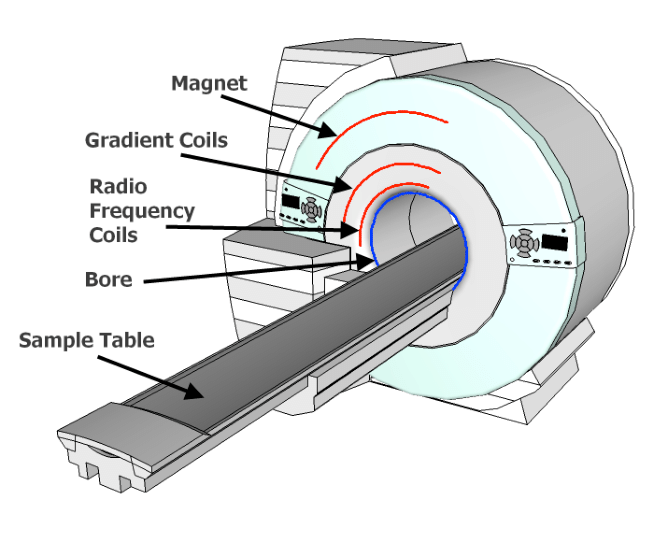 Magnet
Gradient Coils
Radio
Frequency
Coils
Bore
Sample Table